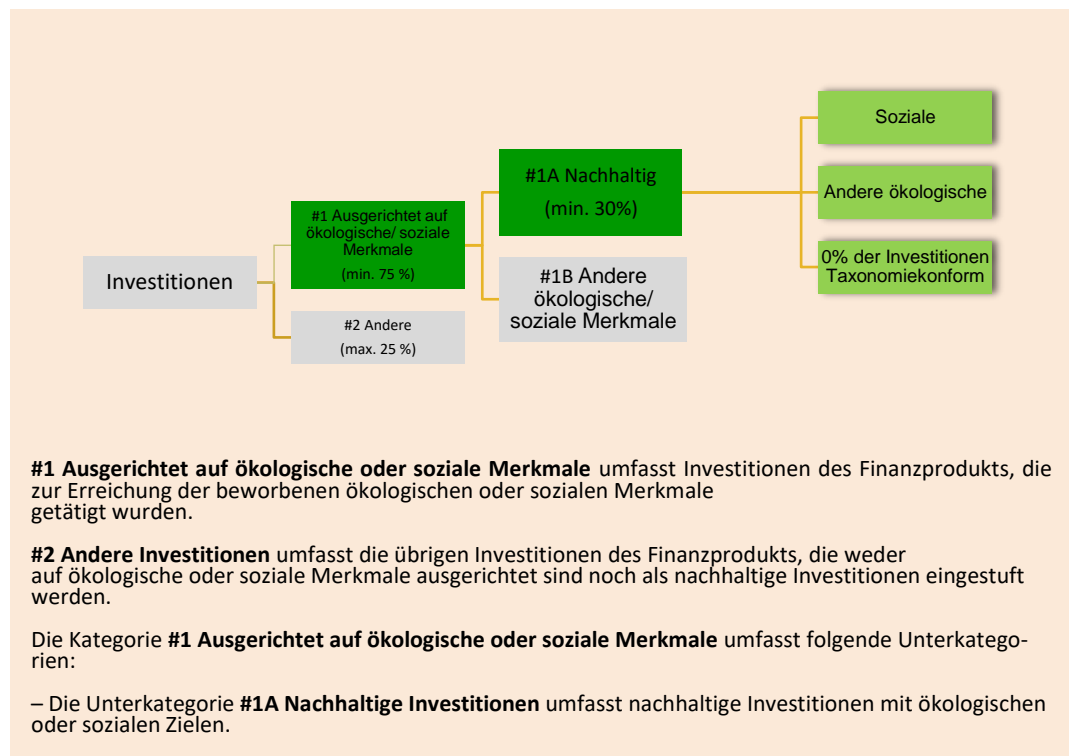 Investitionen
#1 Ausgerichtet auf
ökologische/ soziale
Merkmale
(min. 75 %)
#2 Andere
(max. 25 %)
#1A Nachhaltig
(min. 30%)
#1B Andere
ökologische/
soziale Merkmale
Soziale
Andere ökologische
0% der Investitionen
Taxonomiekonform
#1 Ausgerichtet auf ökologische oder soziale Merkmale umfasst Investitionen des Finanzprodukts, die
zur Erreichung der beworbenen ökologischen oder sozialen Merkmale
getätigt wurden.
#2 Andere Investitionen umfasst die übrigen Investitionen des Finanzprodukts, die weder
auf ökologische oder soziale Merkmale ausgerichtet sind noch als nachhaltige Investitionen eingestuft
werden.
Die Kategorie #1 Ausgerichtet auf ökologische oder soziale Merkmale umfasst folgende Unterkatego-
rien:
– Die Unterkategorie #1A Nachhaltige Investitionen umfasst nachhaltige Investitionen mit ökologischen
oder sozialen Zielen.